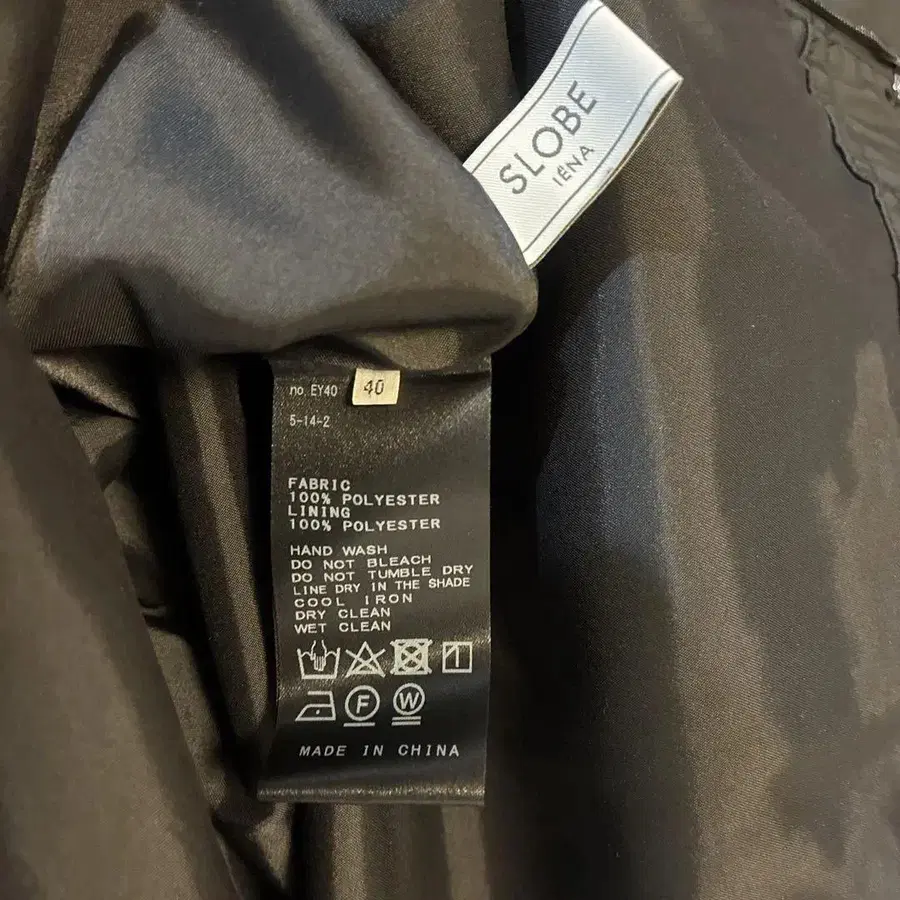 SLOBE
IËNA
no. EY40 40
5-14-2
FABRIC
100% POLYESTER
LINING
100% POLYESTER
HAND WASH
DO NOT BLEACH
DO NOT TUMBLE DRY
LINE DRY IN THE SHADE
COOL IRON
DRY CLEAN
WET CLEAN
F W
MADE IN CHINA